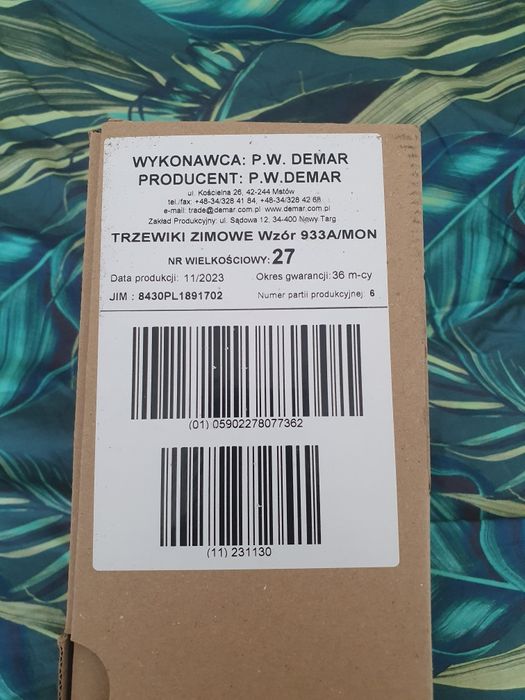 WYKONAWCA: P.W. DEMAR
PRODUCENT: P.W.DEMAR
ul. Kościelna 26, 42-244 Mstów
tel./fax: +48-34/328 41 84, +48-34/328 42 68
e-mail: trade@demar.com.pl www.demar.com.pl
Zakład Produkcyjny: ul. Sądowa 12, 34-400 Nowy Targ
TRZEWIKI ZIMOWE Wzór 933A/MON
NR WIELKOŚCIOWY: 27
Data produkcji: 11/2023 Okres gwarancji: 36 m-cy
JIM : 8430PL1891702 Numer partii produkcyjnej: 6
(01) 05902278077362
(11) 231130